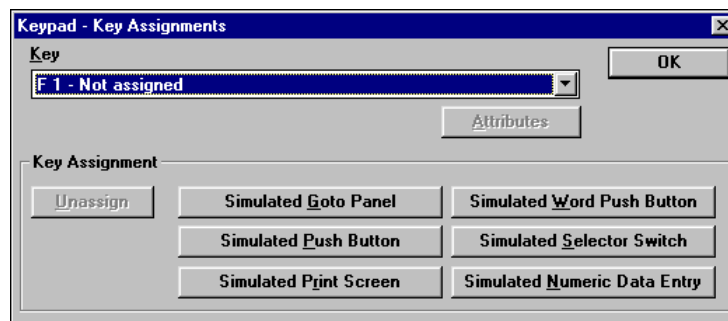 Keypad - Key Assignments
Key
OK
F 1 - Not assigned
Attributes
Key Assignment
Unassign
Simulated Goto Panel
Simulated Word Push Button
Simulated Push Button
Simulated Selector Switch
Simulated Print Screen
Simulated Numeric Data Entry